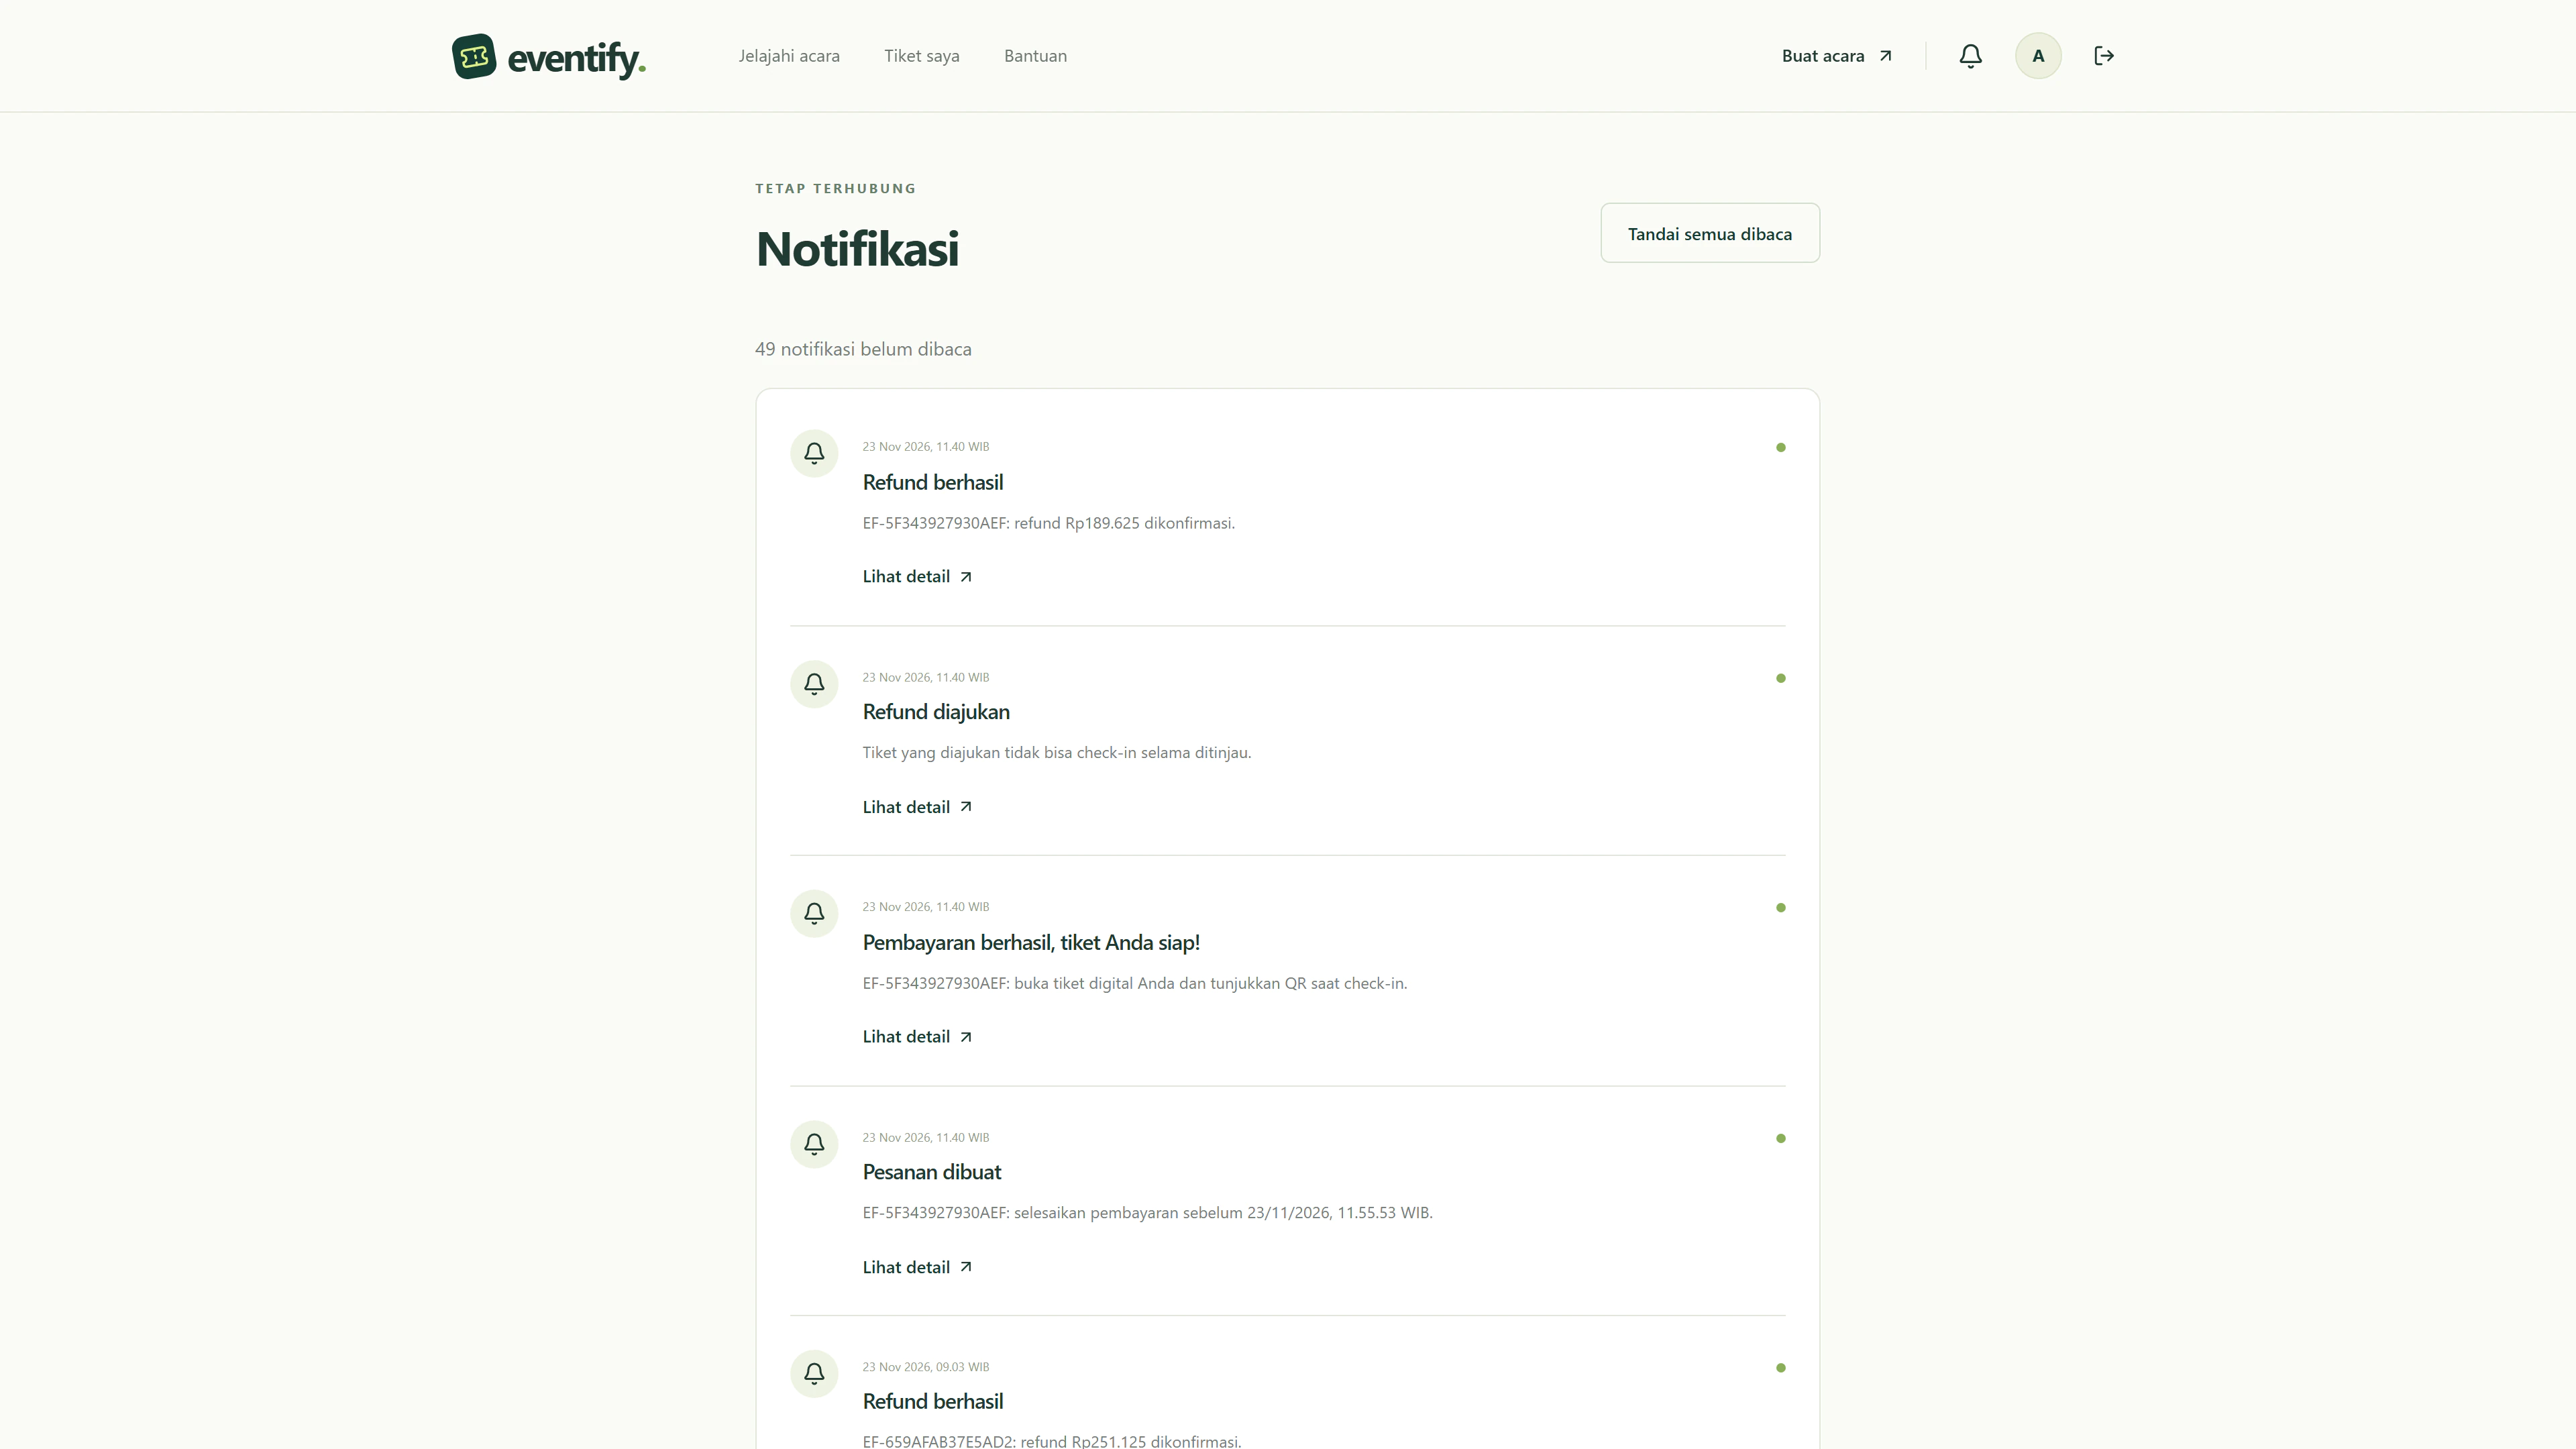 eventify.
Jelajahi acara
Tiket saya
Bantuan
Buat acara
A
TETAP TERHUBUNG
Notifikasi
Tandai semua dibaca
49 notifikasi belum dibaca
23 Nov 2026, 11.40 WIB
Refund berhasil
EF-5F343927930AEF: refund Rp189.625 dikonfirmasi.
Lihat detail
23 Nov 2026, 11.40 WIB
Refund diajukan
Tiket yang diajukan tidak bisa check-in selama ditinjau.
Lihat detail
23 Nov 2026, 11.40 WIB
Pembayaran berhasil, tiket Anda siap!
EF-5F343927930AEF: buka tiket digital Anda dan tunjukkan QR saat check-in.
Lihat detail
23 Nov 2026, 11.40 WIB
Pesanan dibuat
EF-5F343927930AEF: selesaikan pembayaran sebelum 23/11/2026, 11.55.53 WIB.
Lihat detail
23 Nov 2026, 09.03 WIB
Refund berhasil
EF-659AFAB37E5AD2: refund Rp251.125 dikonfirmasi.